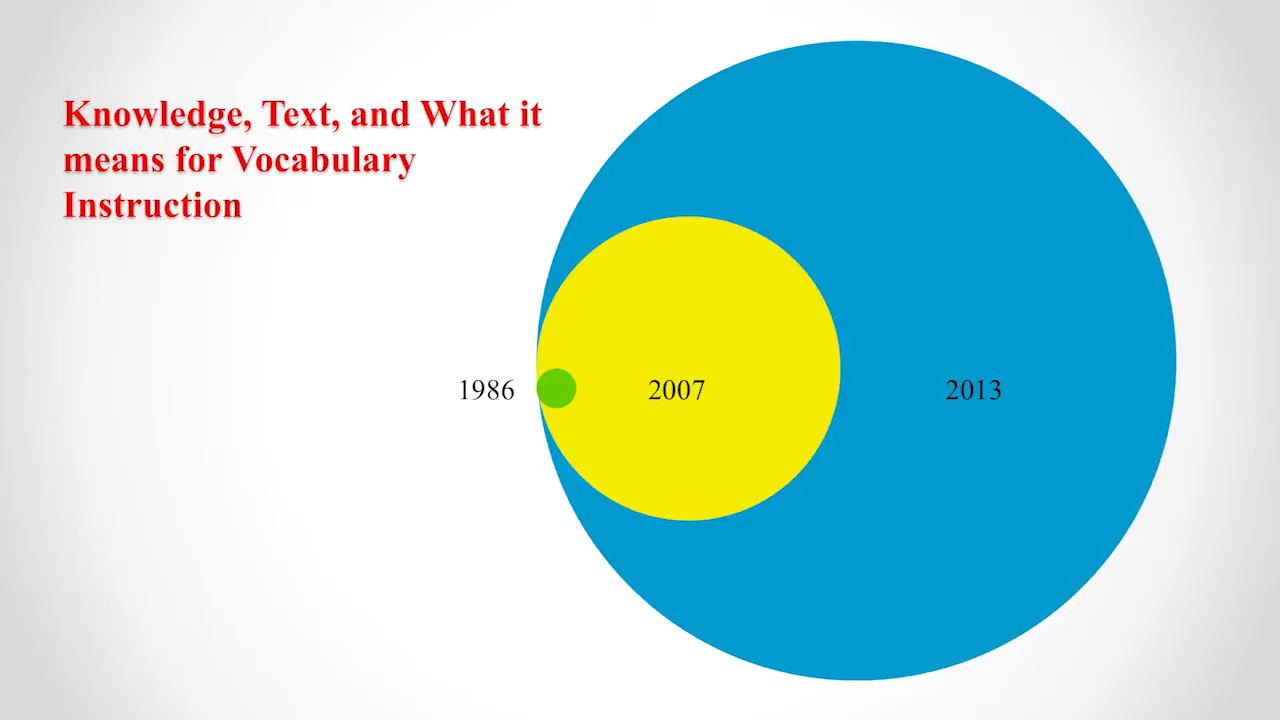 Knowledge, Text, and What it
means for Vocabulary
Instruction
1986
2007
2013